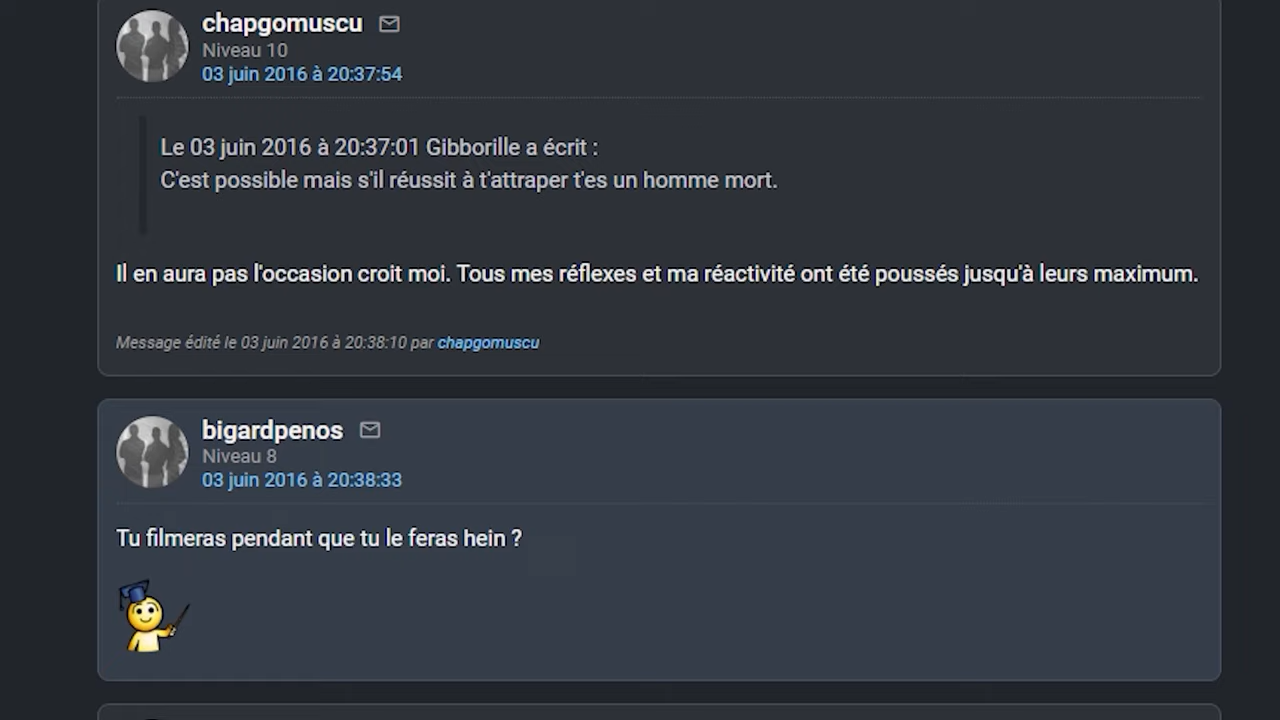 chapgomuscu
Niveau 10
03 juin 2016 à 20:37:54
Le 03 juin 2016 à 20:37:01 Gibborille a écrit :
C'est possible mais s'il réussit à t'attraper t'es un homme mort.
Il en aura pas l'occasion croit moi. Tous mes réflexes et ma réactivité ont été poussés jusqu'à leurs maximum.
Message édité le 03 juin 2016 à 20:38:10 par chapgomuscu
bigardpenos
Niveau 8
03 juin 2016 à 20:38:33
Tu filmeras pendant que tu le feras hein ?